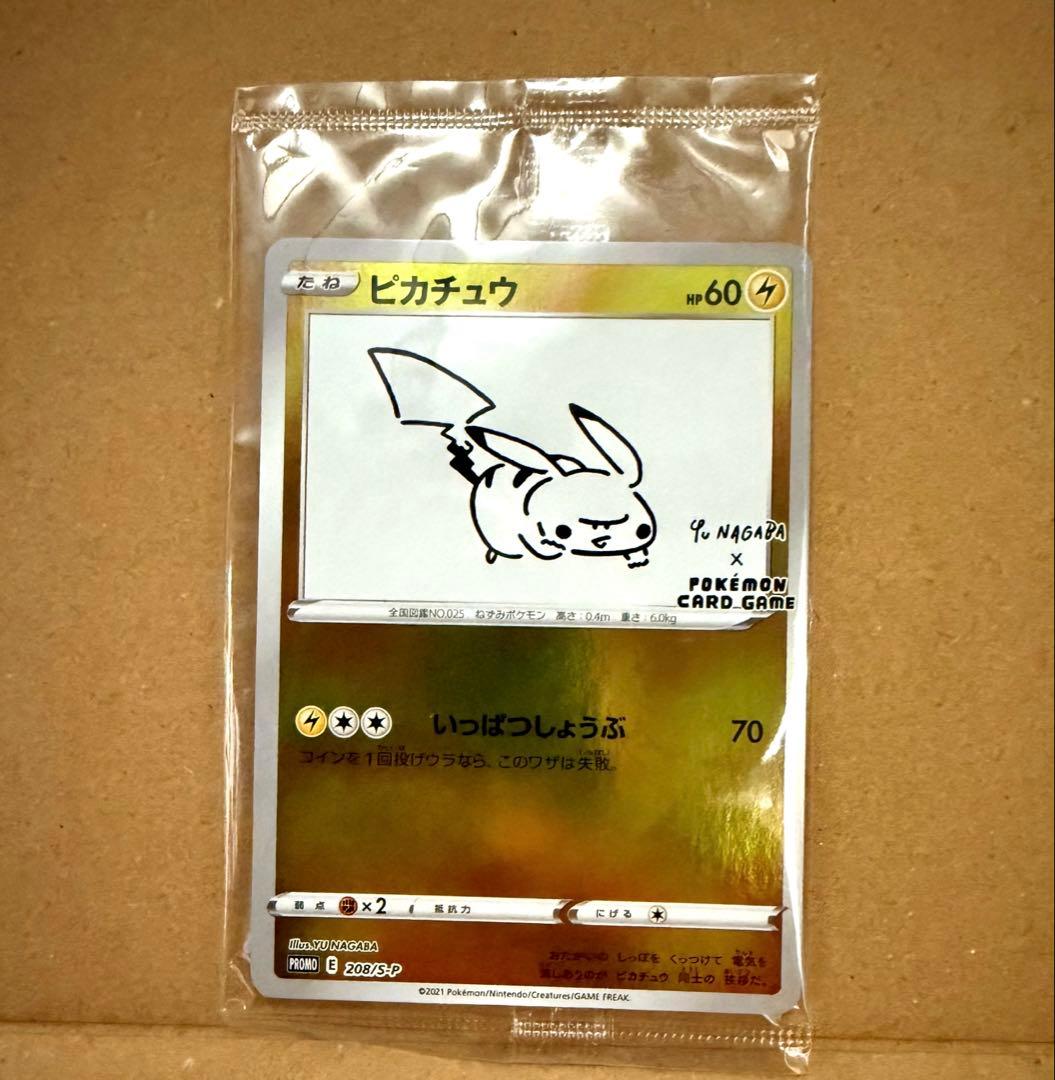 たね ピカチュウ HP60
YU NAGABA
X
POKÉMON
CARD GAME
全国図鑑NO.025 ねずみポケモン 高さ：0.4m 重さ：6.0kg
いっぱつしょうぶ 70
コインを1回投げウラなら、このワザは失敗。
弱点 ×2 抵抗力 にげる
Illus. YU NAGABA
PROMO E 208/S-P
おたがいの しっぽを くっつけて 電気を
流しあうのが ピカチュウ 同士の 挨拶だ。
©2021 Pokémon/Nintendo/Creatures/GAME FREAK.